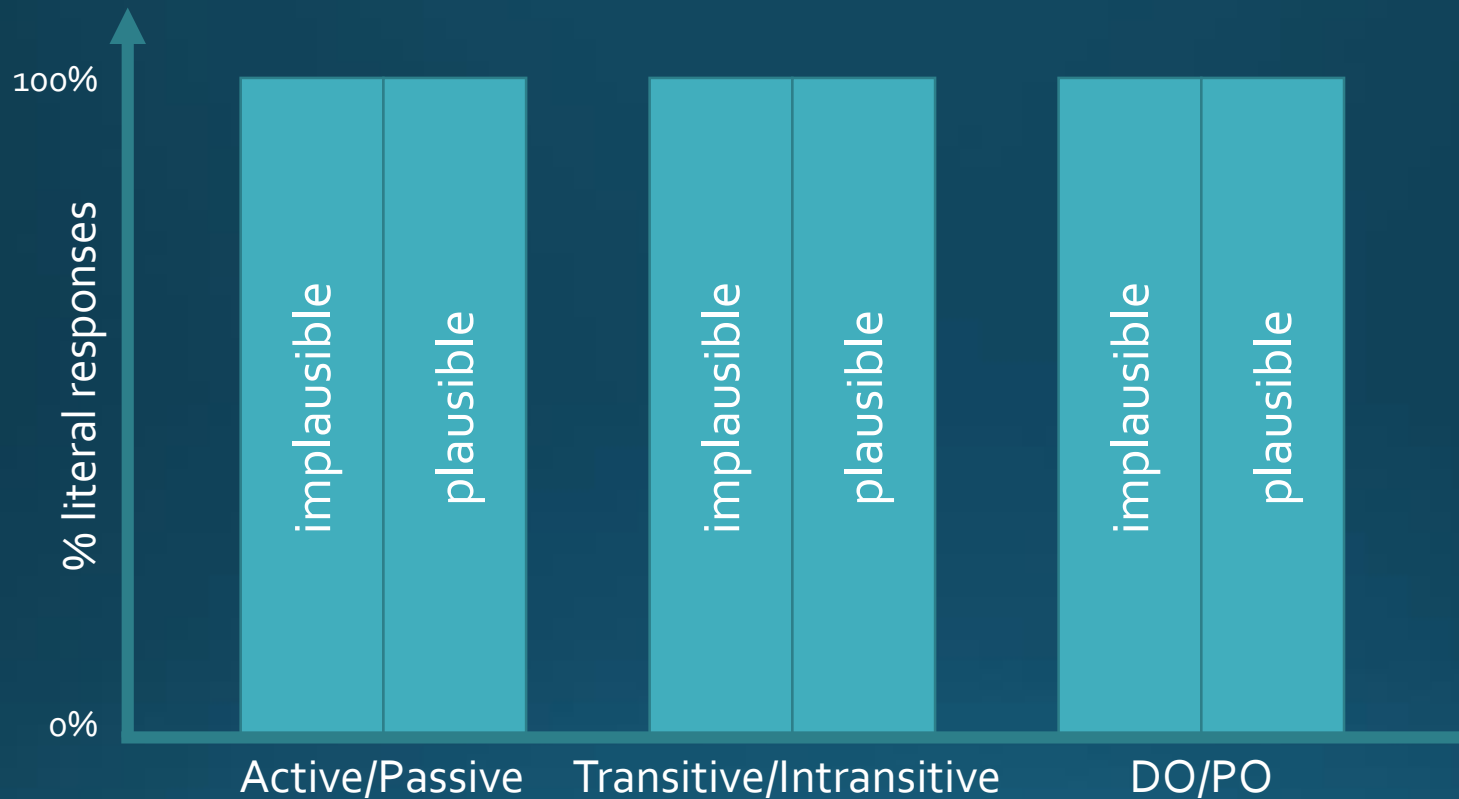 100%
% literal responses
0%
implausible
plausible
implausible
plausible
implausible
plausible
Active/Passive
Transitive/Intransitive
DO/PO